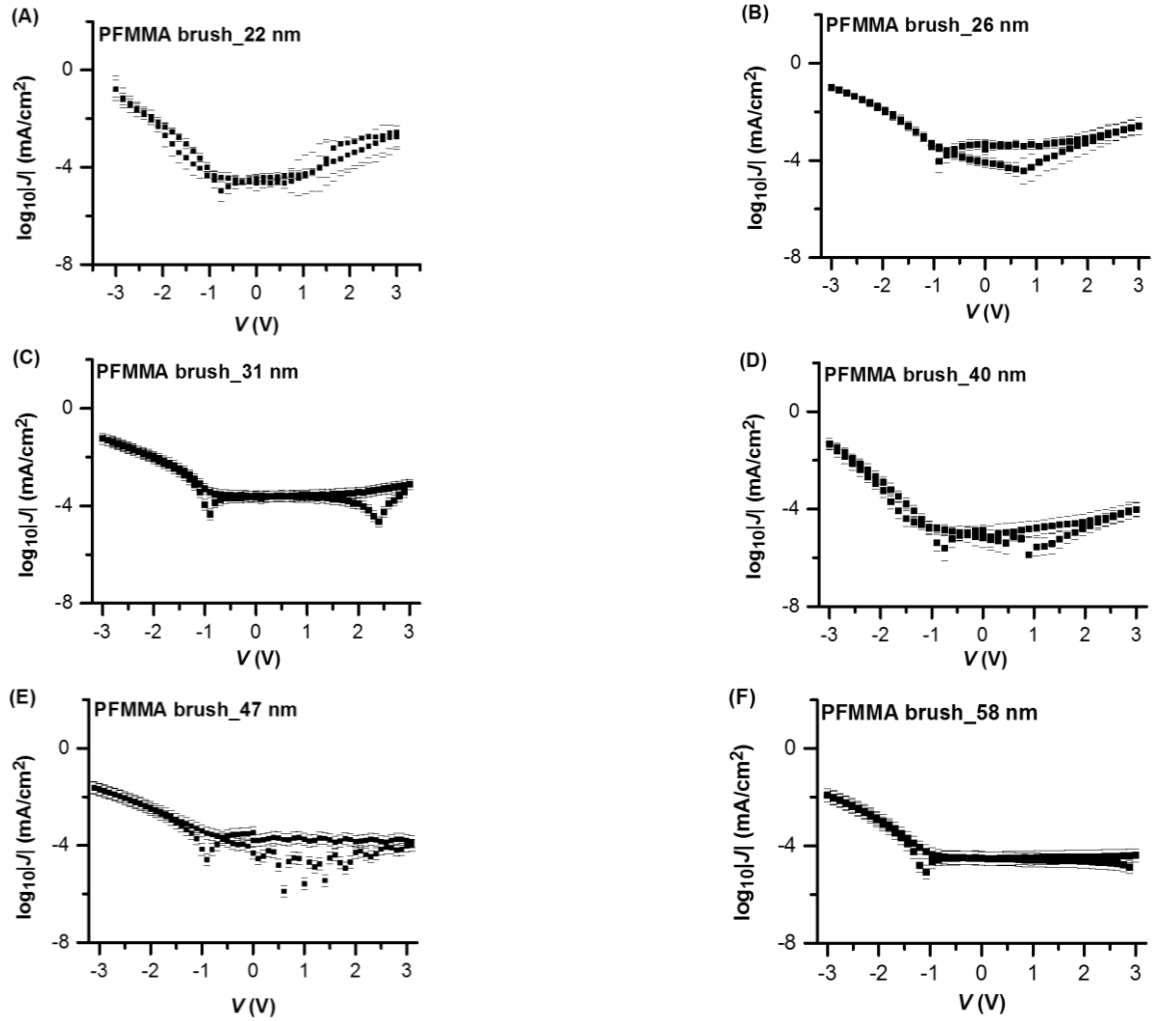 (A)
PFMMA brush_22 nm
log10|J| (mA/cm²)
0
-4
-8
-3 -2 -1 0 1 2 3
V (V)
(B)
PFMMA brush_26 nm
log10|J| (mA/cm²)
0
-4
-8
-3 -2 -1 0 1 2 3
V (V)
(C)
PFMMA brush_31 nm
log10|J| (mA/cm²)
0
-4
-8
-3 -2 -1 0 1 2 3
V (V)
(D)
PFMMA brush_40 nm
log10|J| (mA/cm²)
0
-4
-8
-3 -2 -1 0 1 2 3
V (V)
(E)
PFMMA brush_47 nm
log10|J| (mA/cm²)
0
-4
-8
-3 -2 -1 0 1 2 3
V (V)
(F)
PFMMA brush_58 nm
log10|J| (mA/cm²)
0
-4
-8
-3 -2 -1 0 1 2 3
V (V)